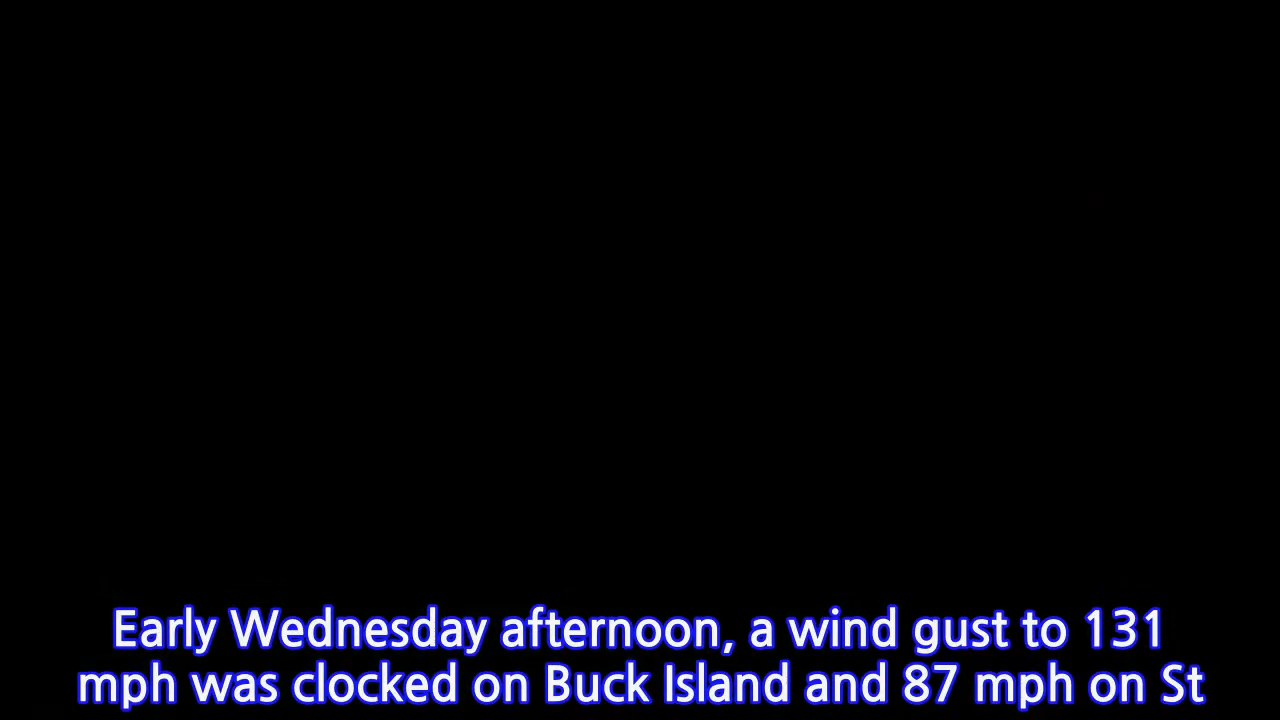 Early Wednesday afternoon, a wind gust to 131
mph was clocked on Buck Island and 87 mph on St